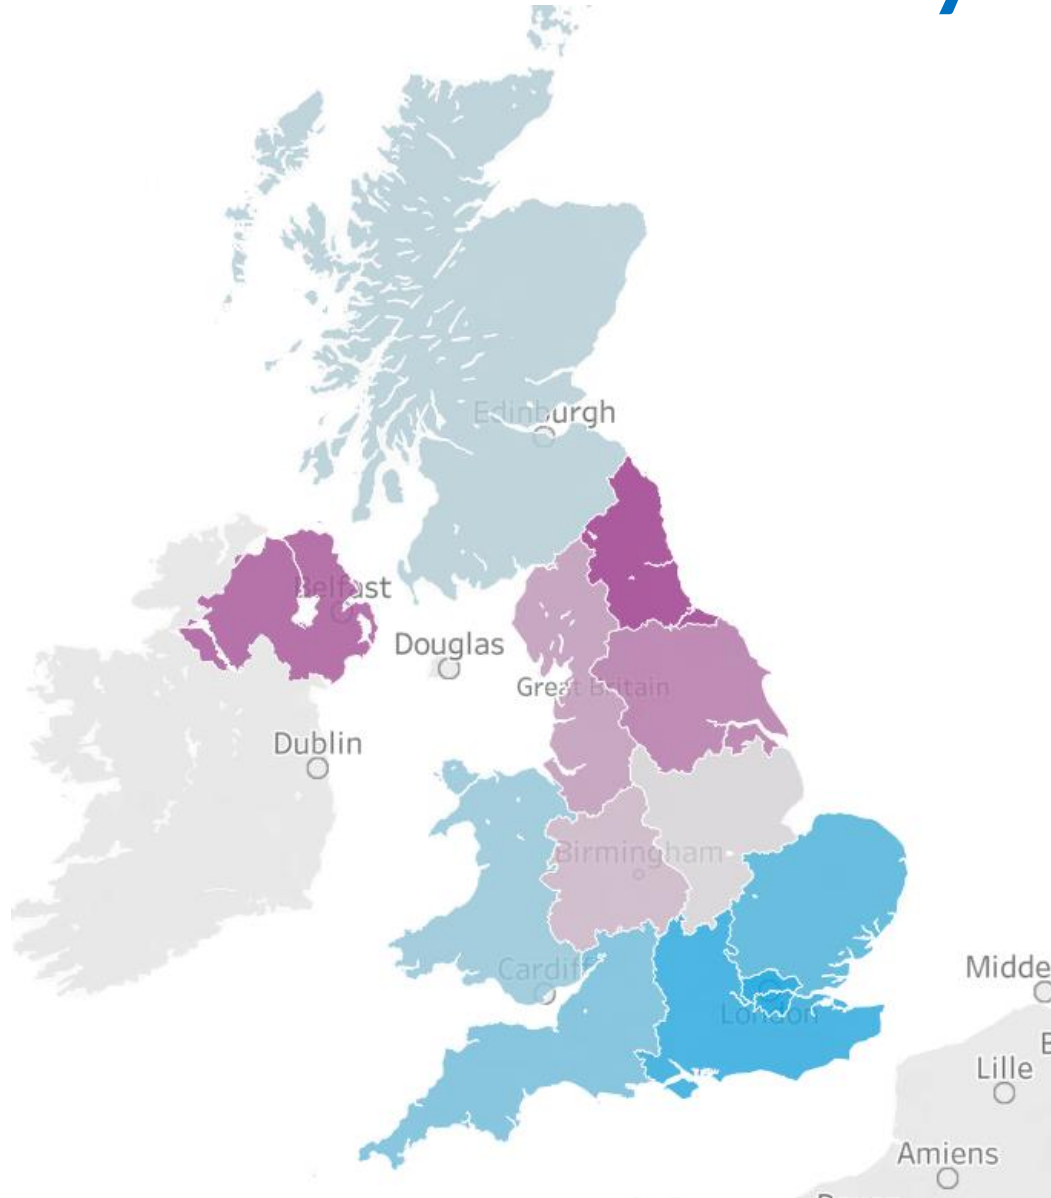 Edinburgh
Belfast
Douglas
Great Britain
Dublin
Birmingham
Cardiff
London
Midde
Lille
Amiens